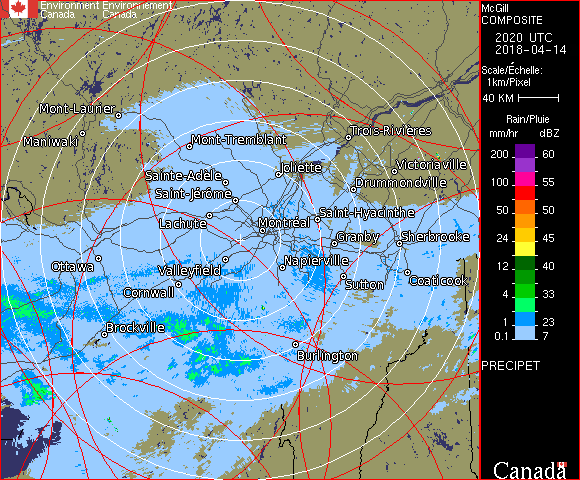 Environment Environnement
Canada Canada
McGill
COMPOSITE
2020 UTC
2018-04-14
Scale/Échelle:
1km/Pixel
40 KM
Rain/Pluie
mm/hr dBZ
200 60
100 55
50 50
24 45
12 40
4 33
1 23
0.1 7
PRECIPET
Canada
Mont-Laurier
Maniwaki
Mont-Tremblant
Trois-Rivières
Joliette
Victoriaville
Sainte-Adèle
Drummondville
Saint-Jérôme
Saint-Hyacinthe
Lachute
Montréal
Granby
Sherbrooke
Ottawa
Valleyfield
Napierville
Cornwall
Sutton
Coaticook
Brockville
Burlington